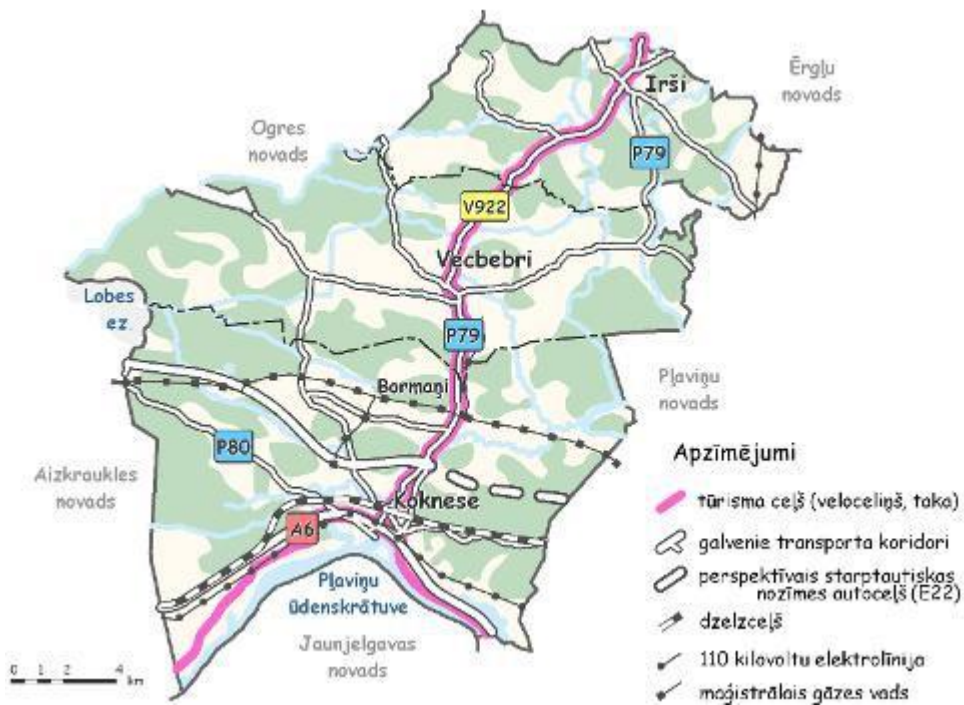 Ērgļu
novads
Irši
Ogres
novads
P79
V922
Vecbebri
Lobes
ez.
P79
Bormaņi
Pļaviņu
novads
P80
Aizkraukles
novads
Koknese
A6
Pļaviņu
ūdenskrātuve
Jaunjelgavas
novads
0 1 2 4
km
Apzīmējumi
tūrisma ceļš (veloceliņš, taka)
galvenie transporta koridori
perspektīvais starptautiskas
nozīmes autoceļš (E22)
dzelzceļš
110 kilovoltu elektrolīnija
maģistrālais gāzes vads